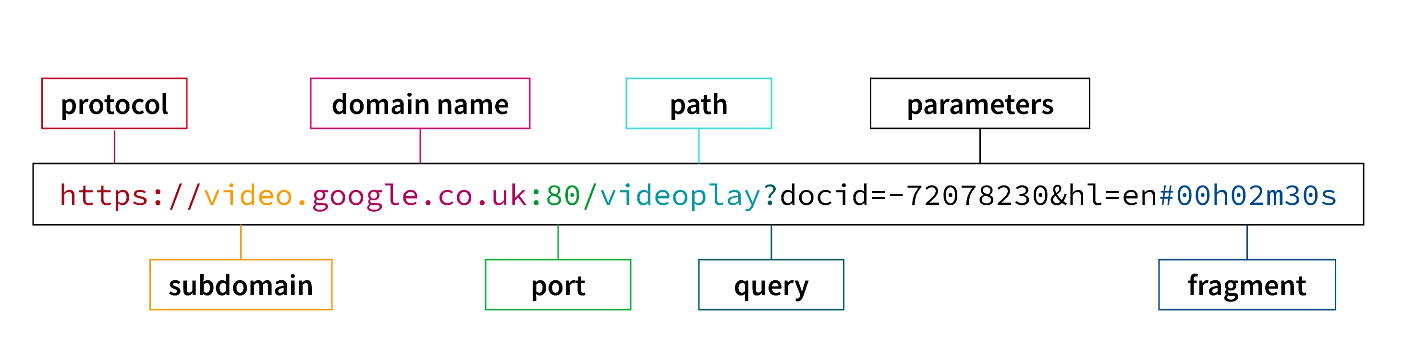 protocol
domain name
path
parameters
https://video.google.co.uk:80/videoplay?docid=-72078230&hl=en#00h02m30s
subdomain
port
query
fragment